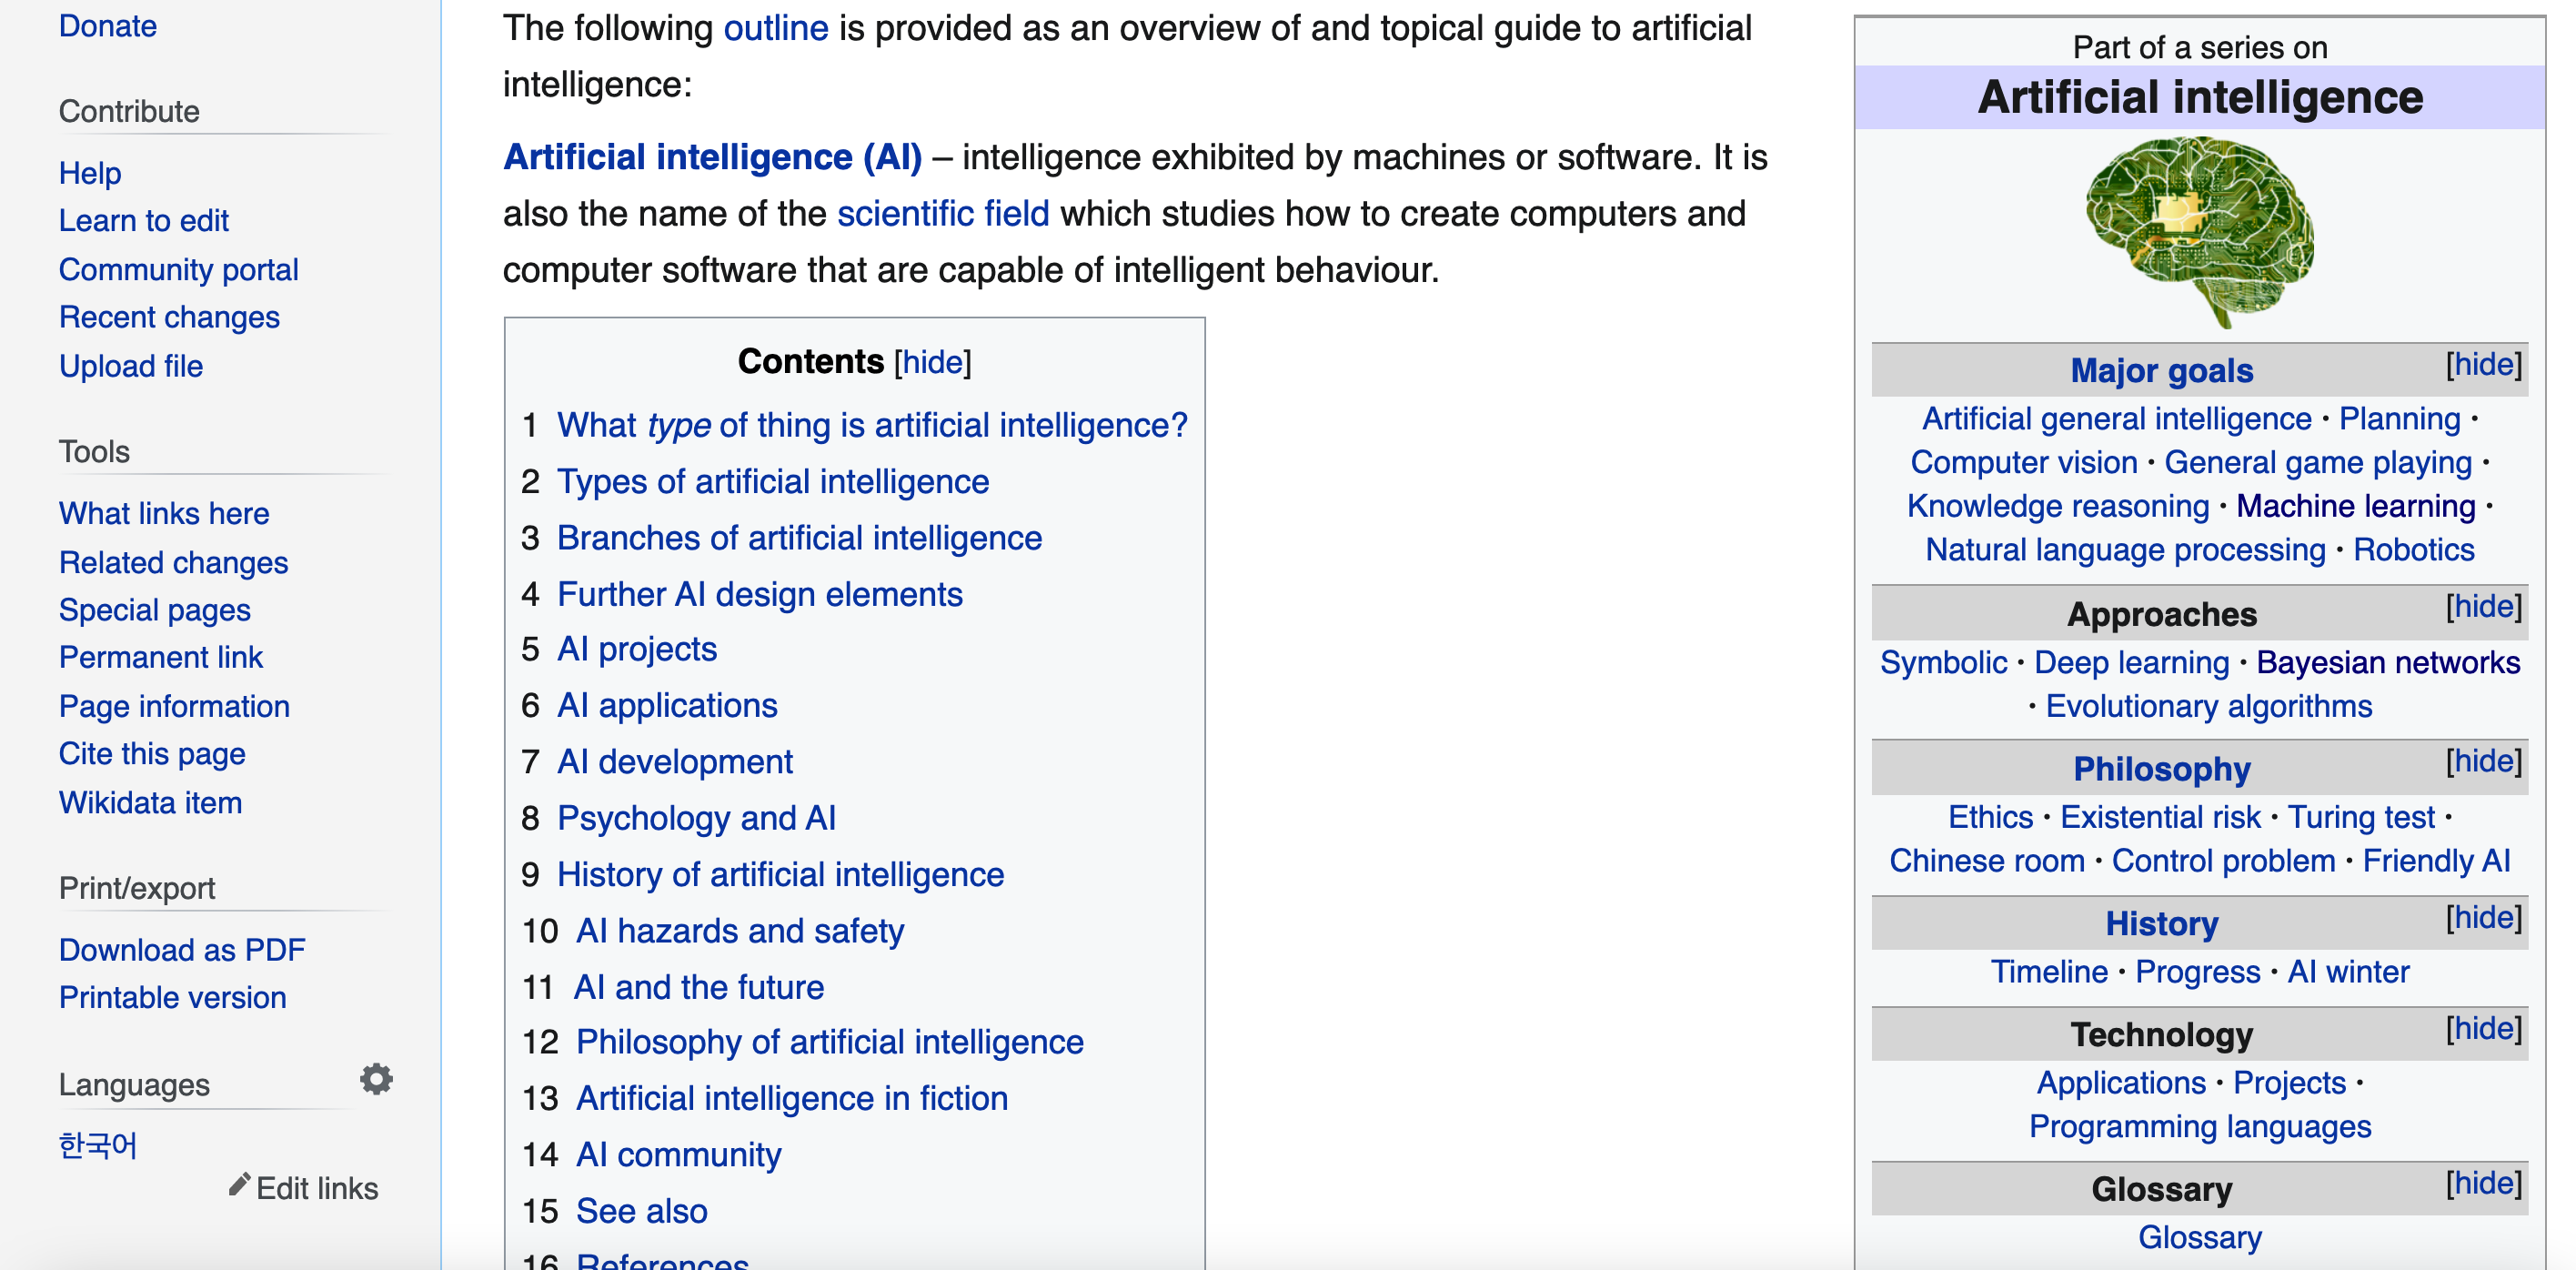 Donate
Contribute
Help
Learn to edit
Community portal
Recent changes
Upload file
Tools
What links here
Related changes
Special pages
Permanent link
Page information
Cite this page
Wikidata item
Print/export
Download as PDF
Printable version
Languages
한국어
Edit links
The following outline is provided as an overview of and topical guide to artificial
intelligence:
Artificial intelligence (AI) – intelligence exhibited by machines or software. It is
also the name of the scientific field which studies how to create computers and
computer software that are capable of intelligent behaviour.
Contents [hide]
1 What type of thing is artificial intelligence?
2 Types of artificial intelligence
3 Branches of artificial intelligence
4 Further AI design elements
5 AI projects
6 AI applications
7 AI development
8 Psychology and AI
9 History of artificial intelligence
10 AI hazards and safety
11 AI and the future
12 Philosophy of artificial intelligence
13 Artificial intelligence in fiction
14 AI community
15 See also
16 References
Part of a series on
Artificial intelligence
Major goals [hide]
Artificial general intelligence · Planning ·
Computer vision · General game playing ·
Knowledge reasoning · Machine learning ·
Natural language processing · Robotics
Approaches [hide]
Symbolic · Deep learning · Bayesian networks
· Evolutionary algorithms
Philosophy [hide]
Ethics · Existential risk · Turing test ·
Chinese room · Control problem · Friendly AI
History [hide]
Timeline · Progress · AI winter
Technology [hide]
Applications · Projects ·
Programming languages
Glossary [hide]
Glossary